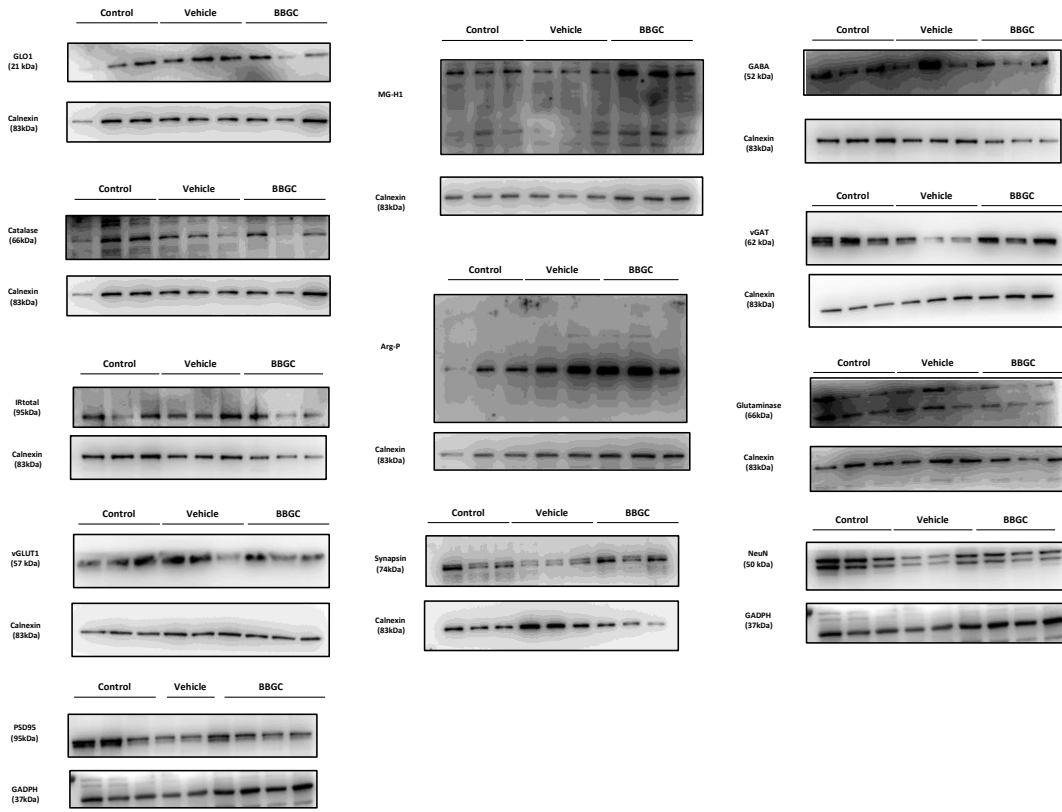 Control Vehicle BBGC
GLO1
(21 kDa)
Calnexin
(83kDa)
Control Vehicle BBGC
Catalase
(66kDa)
Calnexin
(83kDa)
Control Vehicle BBGC
IRtotal
(95kDa)
Calnexin
(83kDa)
Control Vehicle BBGC
vGLUT1
(57 kDa)
Calnexin
(83kDa)
Control Vehicle BBGC
PSD95
(95kDa)
GADPH
(37kDa)
Control Vehicle BBGC
MG-H1
Calnexin
(83kDa)
Control Vehicle BBGC
Arg-P
Calnexin
(83kDa)
Control Vehicle BBGC
Synapsin
(74kDa)
Calnexin
(83kDa)
Control Vehicle BBGC
GABA
(52 kDa)
Calnexin
(83kDa)
Control Vehicle BBGC
vGAT
(62 kDa)
Calnexin
(83kDa)
Control Vehicle BBGC
Glutaminase
(66kDa)
Calnexin
(83kDa)
Control Vehicle BBGC
NeuN
(50 kDa)
GADPH
(37kDa)